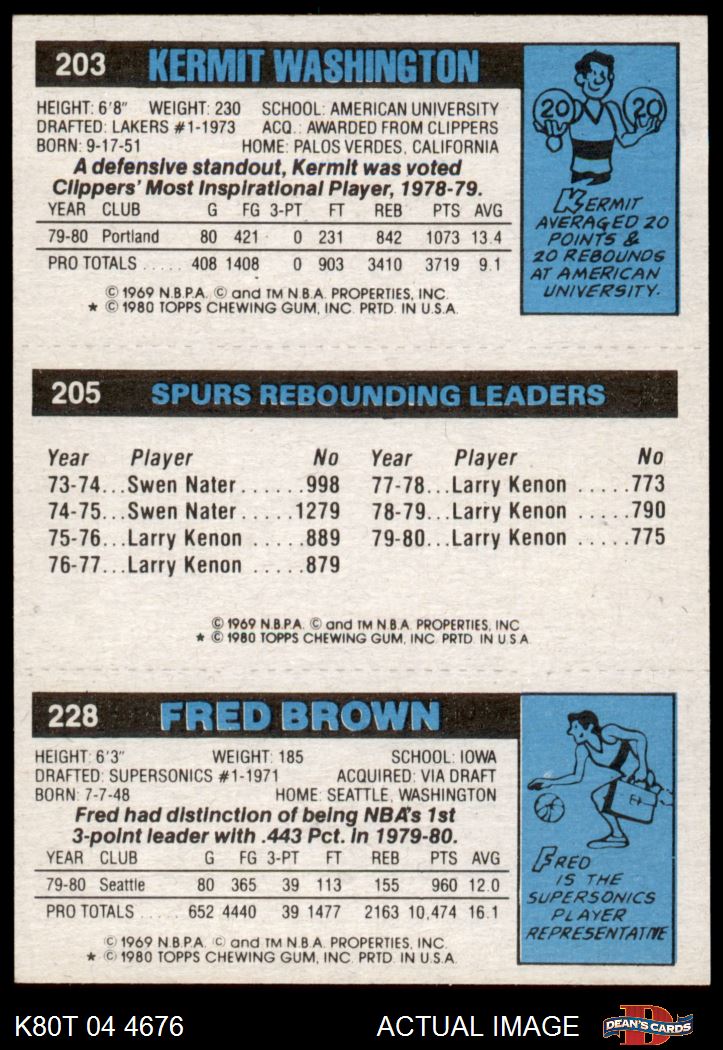 203 KERMIT WASHINGTON
HEIGHT: 6'8" WEIGHT: 230 SCHOOL: AMERICAN UNIVERSITY
DRAFTED: LAKERS #1-1973 ACQ.: AWARDED FROM CLIPPERS
BORN: 9-17-51 HOME: PALOS VERDES, CALIFORNIA
A defensive standout, Kermit was voted
Clippers' Most Inspirational Player, 1978-79.
YEAR CLUB G FG 3-PT FT REB PTS AVG
79-80 Portland 80 421 0 231 842 1073 13.4
PRO TOTALS ..... 408 1408 0 903 3410 3719 9.1
© 1969 N.B.P.A. © and TM N.B.A. PROPERTIES, INC.
★ © 1980 TOPPS CHEWING GUM, INC. PRTD. IN U.S.A.
20 20
KERMIT
AVERAGED 20
POINTS &
20 REBOUNDS
AT AMERICAN
UNIVERSITY.
205 SPURS REBOUNDING LEADERS
Year Player No Year Player No
73-74...Swen Nater ......998 77-78...Larry Kenon .....773
74-75...Swen Nater .....1279 78-79...Larry Kenon .....790
75-76...Larry Kenon .....889 79-80...Larry Kenon .....775
76-77...Larry Kenon .....879
© 1969 N.B.P.A. © and TM N.B.A. PROPERTIES, INC
★ © 1980 TOPPS CHEWING GUM, INC. PRTD. IN U.S.A.
228 FRED BROWN
HEIGHT: 6'3" WEIGHT: 185 SCHOOL: IOWA
DRAFTED: SUPERSONICS #1-1971 ACQUIRED: VIA DRAFT
BORN: 7-7-48 HOME: SEATTLE, WASHINGTON
Fred had distinction of being NBA's 1st
3-point leader with .443 Pct. in 1979-80.
YEAR CLUB G FG 3-PT FT REB PTS AVG
79-80 Seattle 80 365 39 113 155 960 12.0
PRO TOTALS ..... 652 4440 39 1477 2163 10,474 16.1
© 1969 N.B.P.A. © and TM N.B.A. PROPERTIES, INC.
★ © 1980 TOPPS CHEWING GUM, INC. PRTD. IN U.S.A.
FRED
IS THE
SUPERSONICS
PLAYER
REPRESENTATIVE
K80T 04 4676 ACTUAL IMAGE
D
DEAN'S CARDS